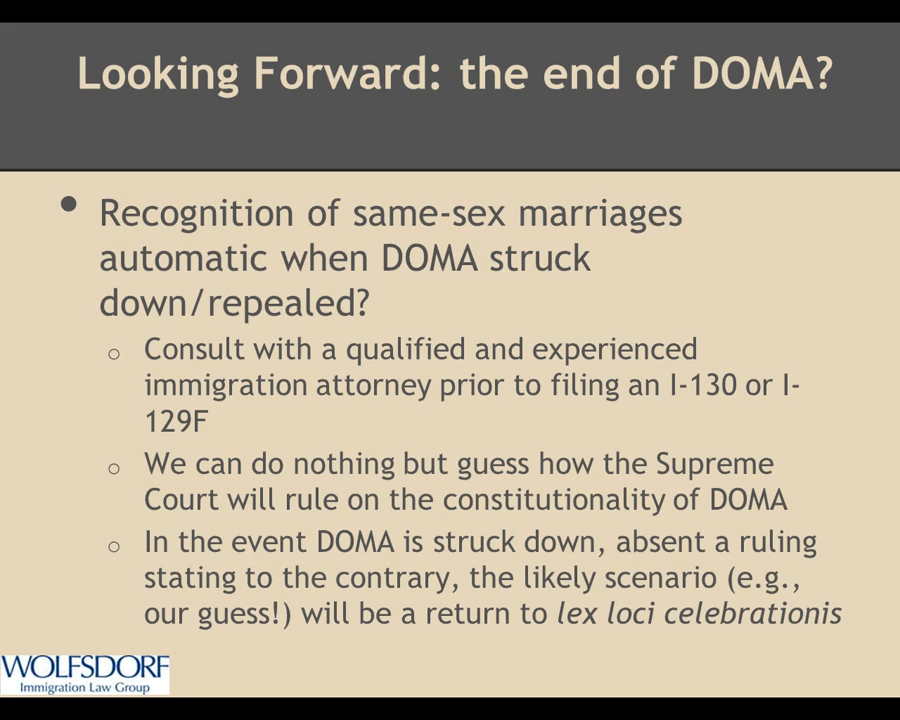 Looking Forward: the end of DOMA?
• Recognition of same-sex marriages
automatic when DOMA struck
down/repealed?
o Consult with a qualified and experienced
immigration attorney prior to filing an I-130 or I-
129F
o We can do nothing but guess how the Supreme
Court will rule on the constitutionality of DOMA
o In the event DOMA is struck down, absent a ruling
stating to the contrary, the likely scenario (e.g.,
our guess!) will be a return to lex loci celebrationis
WOLFSDORF
Immigration Law Group